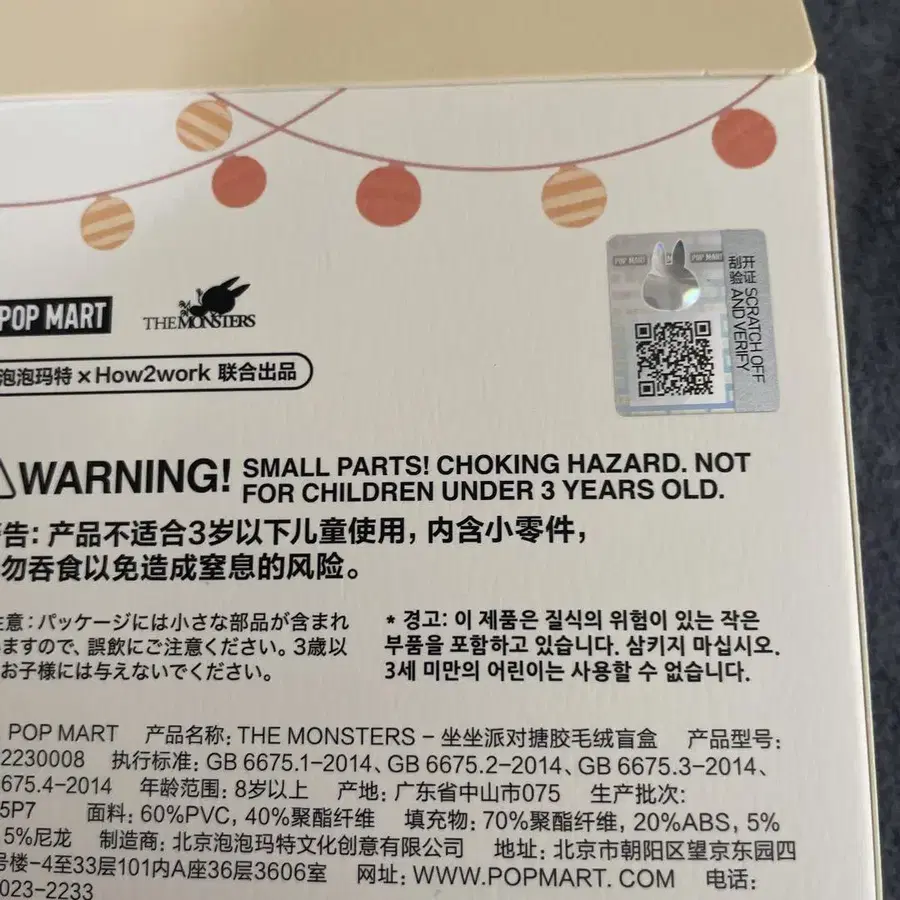 POP MART
THE MONSTERS
泡泡玛特 × How2work 联合出品
POP MART
POP MART
开证 SCRATCH OFF
刮验 AND VERIFY
WARNING! SMALL PARTS! CHOKING HAZARD. NOT
FOR CHILDREN UNDER 3 YEARS OLD.
告: 产品不适合3岁以下儿童使用, 内含小零件,
勿吞食以免造成窒息的风险。
意: パッケージには小さな部品が含まれ
ますので、誤飲にご注意ください。3歳以
お子様には与えないでください。
* 경고: 이 제품은 질식의 위험이 있는 작은
부품을 포함하고 있습니다. 삼키지 마십시오.
3세 미만의 어린이는 사용할 수 없습니다.
POP MART 产品名称: THE MONSTERS – 坐坐派对搪胶毛绒盲盒 产品型号:
2230008 执行标准: GB 6675.1–2014、GB 6675.2–2014、GB 6675.3–2014、
675.4–2014 年龄范围: 8岁以上 产地: 广东省中山市075 生产批次:
5P7 面料: 60%PVC, 40%聚酯纤维 填充物: 70%聚酯纤维, 20%ABS, 5%
5%尼龙 制造商: 北京泡泡玛特文化创意有限公司 地址: 北京市朝阳区望京东园四
号楼–4至33层101内A座36层3606室 网址: WWW.POPMART.COM 电话:
023–2233